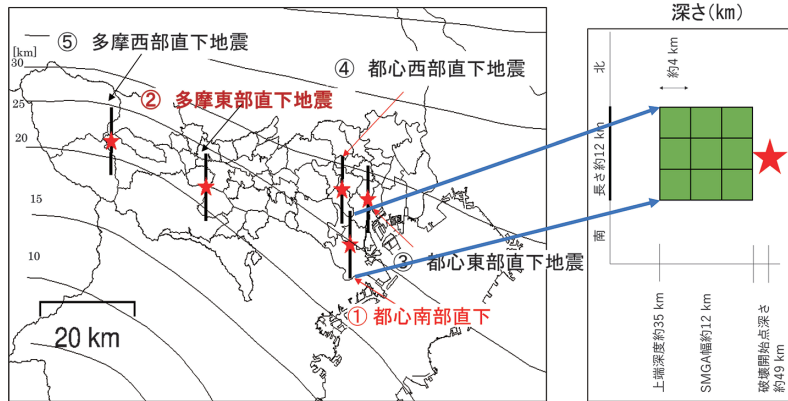 深さ(km)
⑤ 多摩西部直下地震
[km]
30
25
20
15
10
④ 都心西部直下地震
② 多摩東部直下地震
③ 都心東部直下地震
① 都心南部直下
20 km
北
約4 km
長さ約12 km
南
上端深度約35 km
SMGA幅約12 km
破壊開始点深さ
約49 km